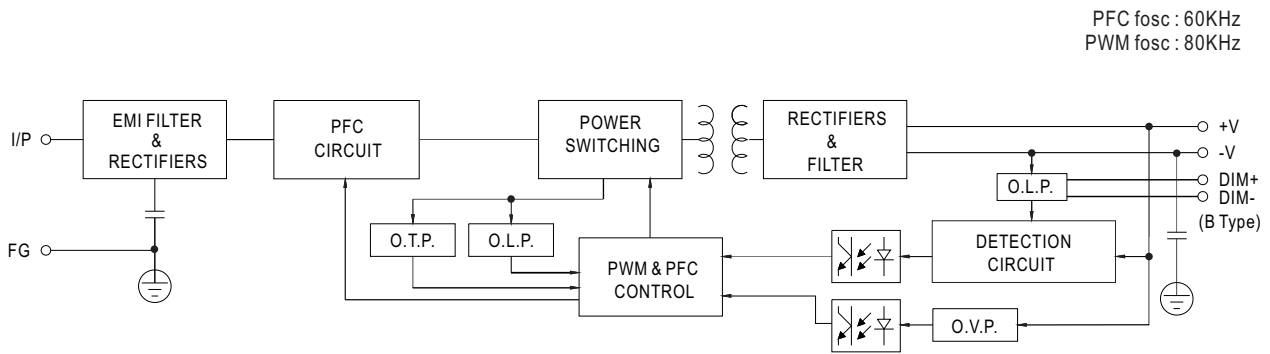 PFC fosc : 60KHz
PWM fosc : 80KHz
I/P
EMI FILTER
&
RECTIFIERS
PFC
CIRCUIT
POWER
SWITCHING
RECTIFIERS
&
FILTER
+V
-V
O.L.P.
DIM+
DIM-
(B Type)
FG
O.T.P.
O.L.P.
PWM & PFC
CONTROL
DETECTION
CIRCUIT
O.V.P.